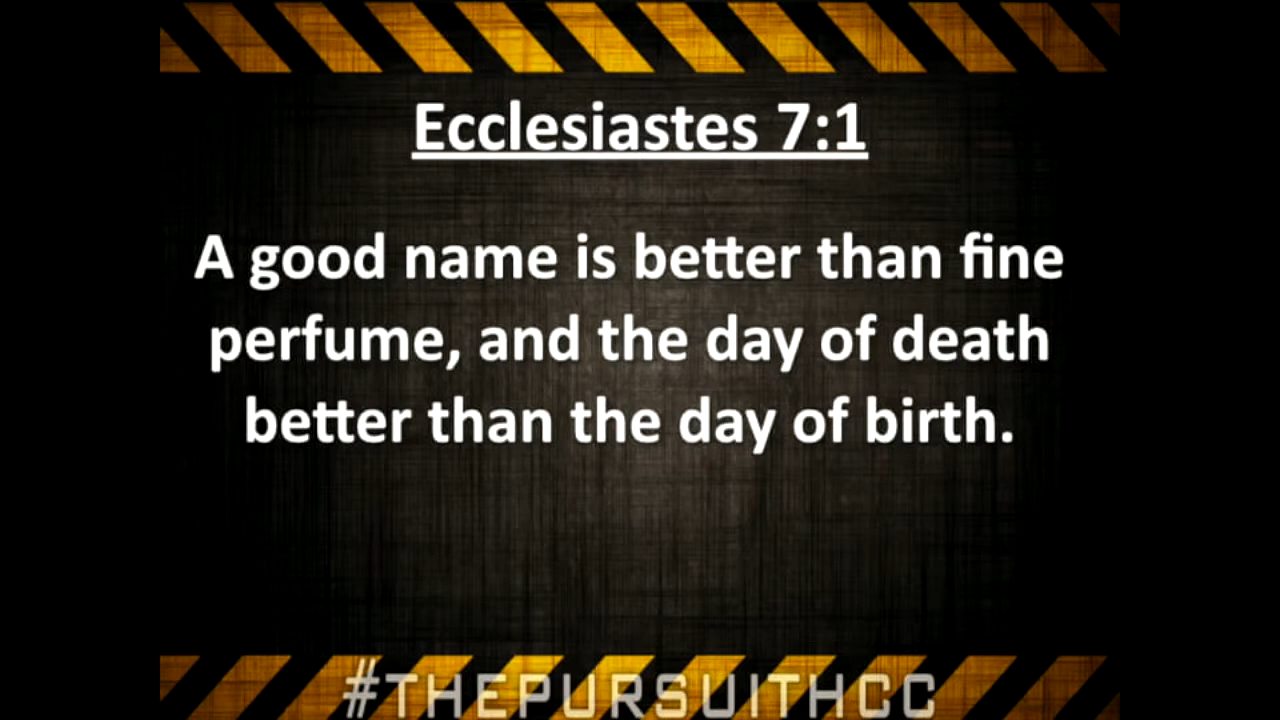 Ecclesiastes 7:1
A good name is better than fine
perfume, and the day of death
better than the day of birth.
#THEPURSUITHCC